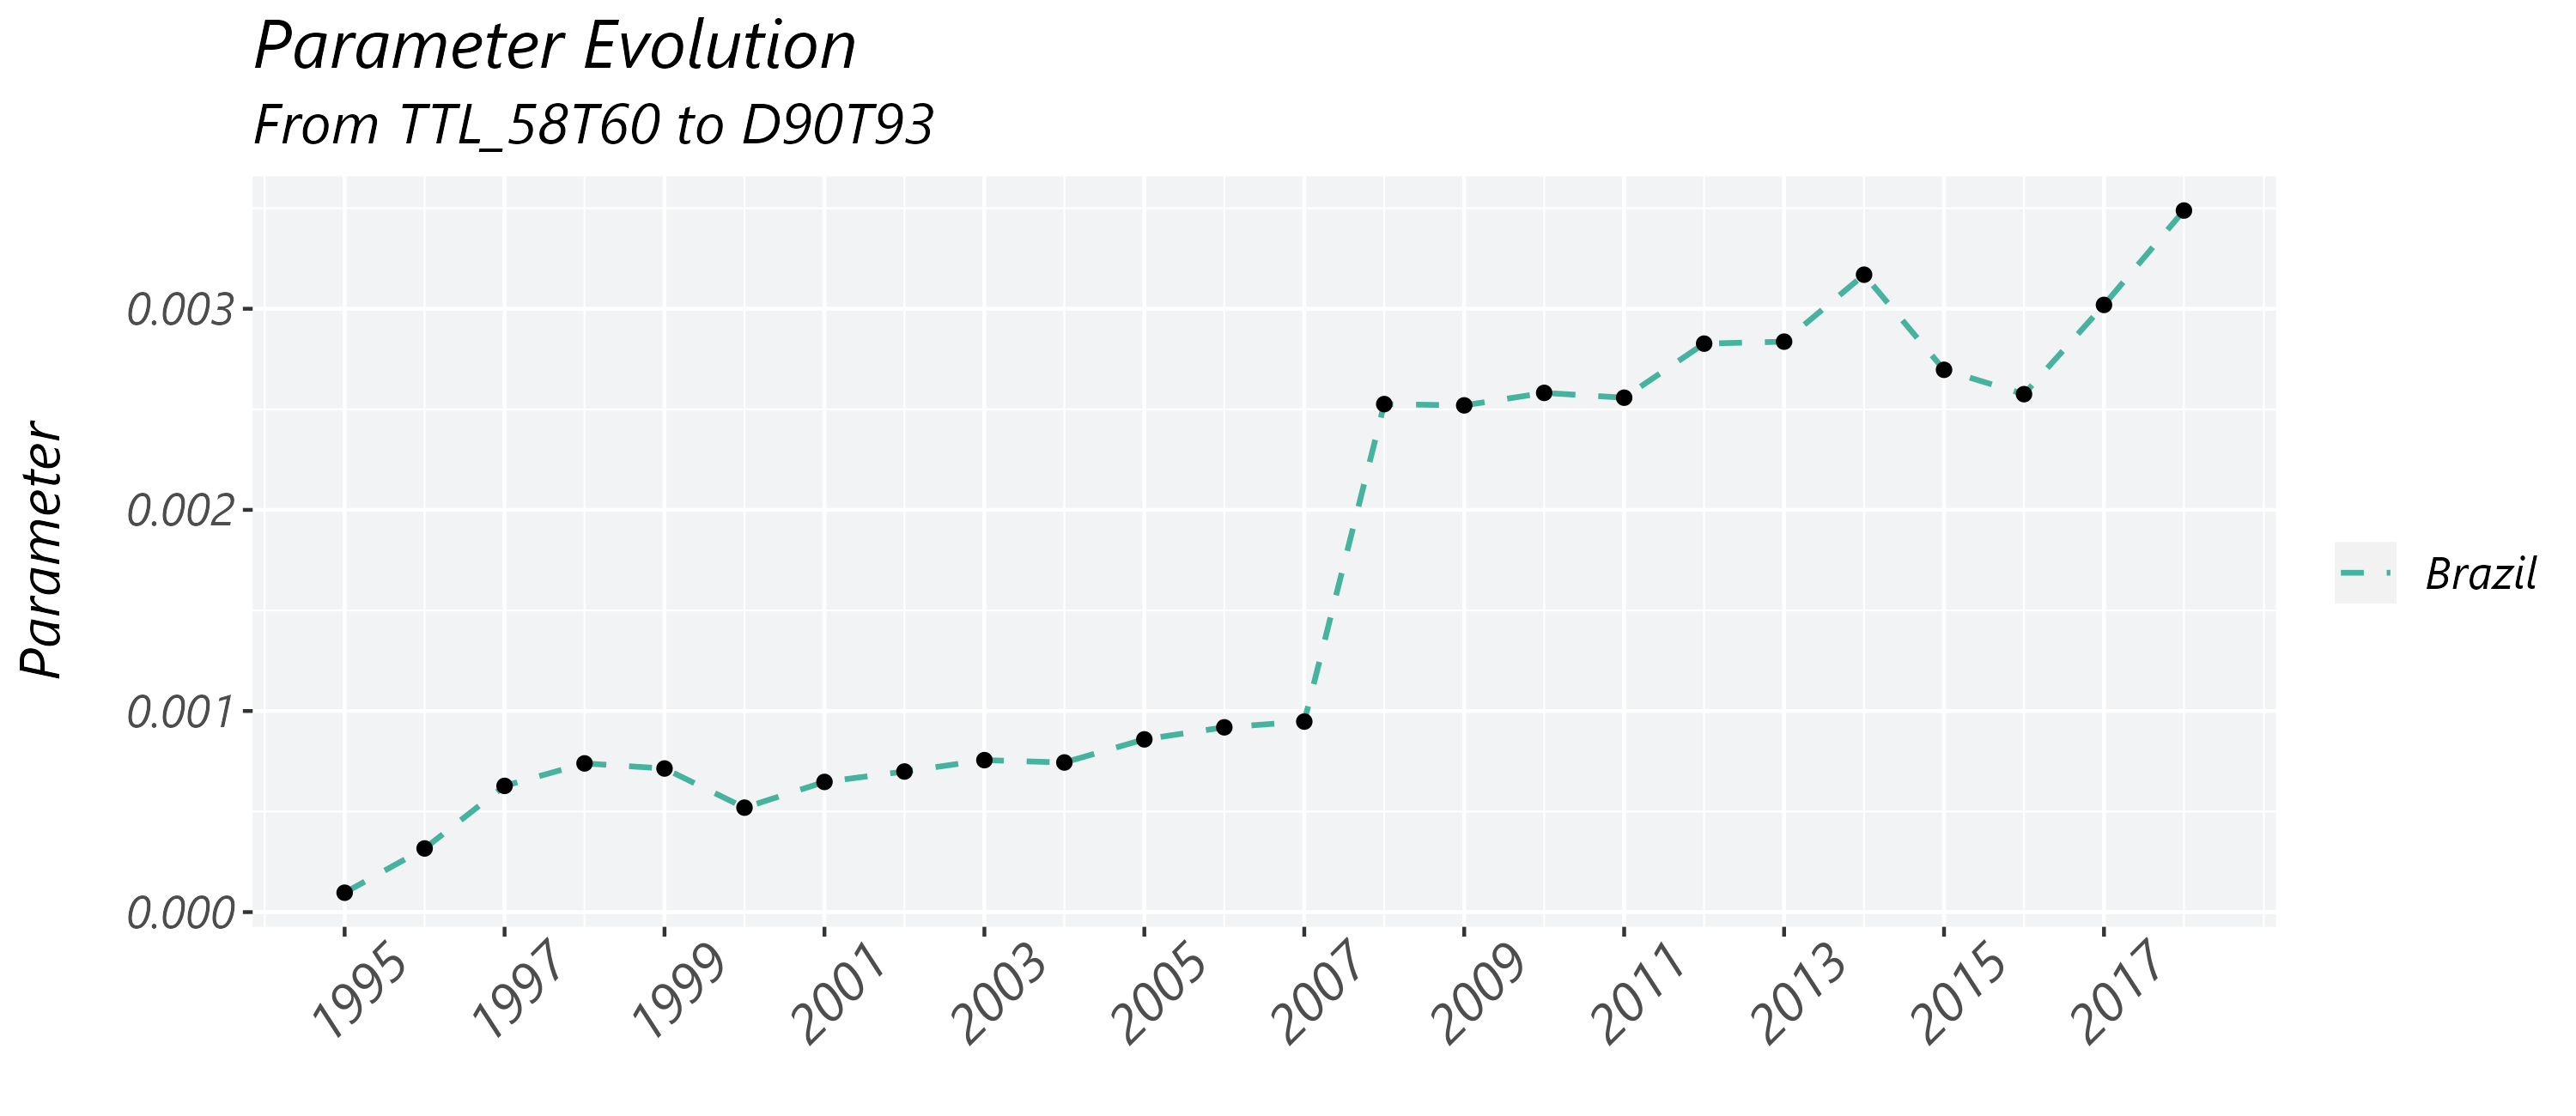 Parameter Evolution
From TTL_58T60 to D90T93
Parameter
0.003
0.002
0.001
0.000
1995 1997 1999 2001 2003 2005 2007 2009 2011 2013 2015 2017
Brazil